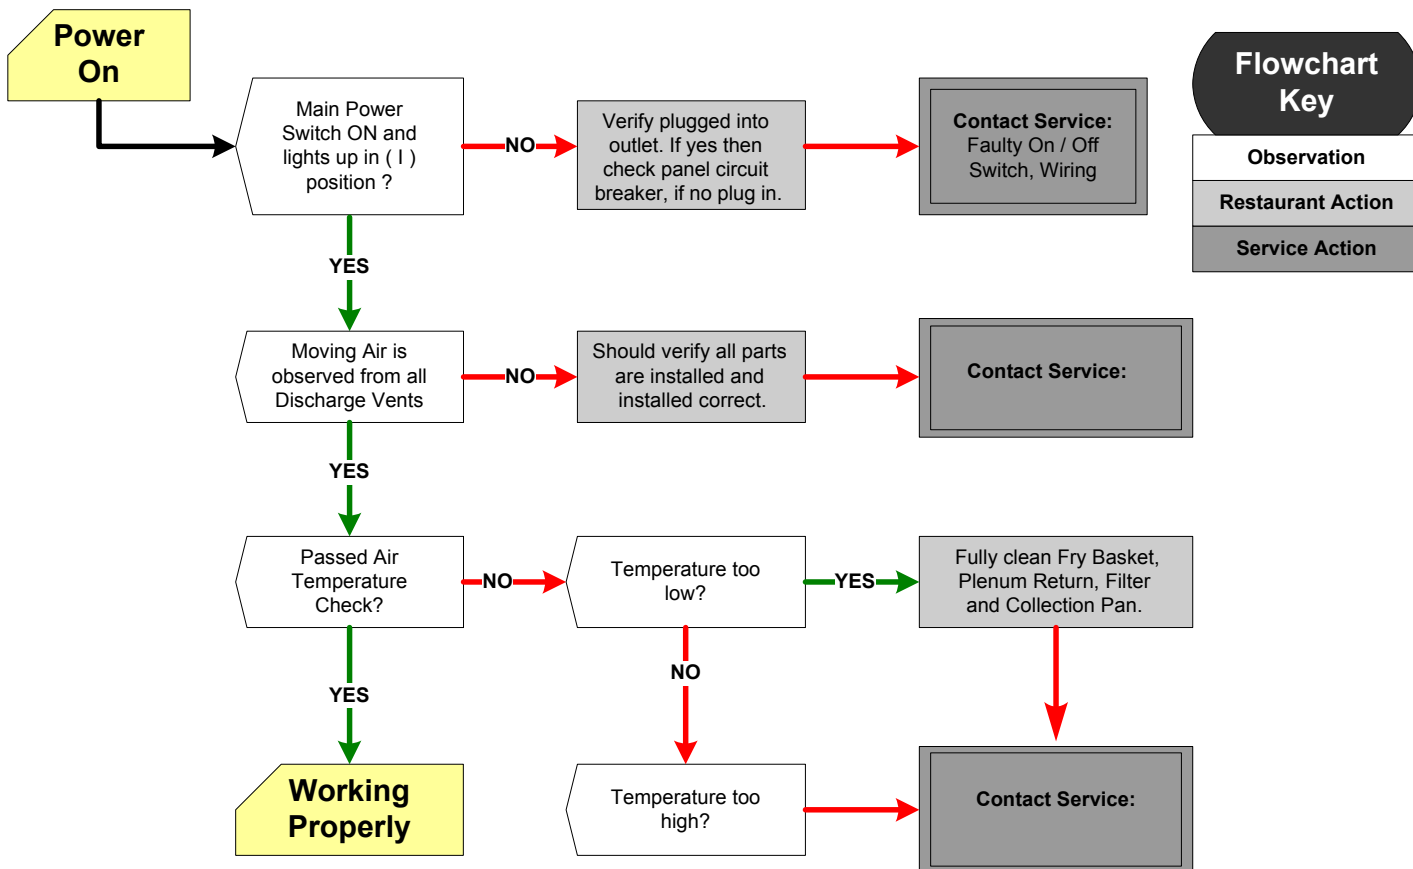 Power
On
Main Power
Switch ON and
lights up in ( I )
position ?
NO
Verify plugged into
outlet. If yes then
check panel circuit
breaker, if no plug in.
Contact Service:
Faulty On / Off
Switch, Wiring
Flowchart
Key
Observation
Restaurant Action
Service Action
YES
Moving Air is
observed from all
Discharge Vents
NO
Should verify all parts
are installed and
installed correct.
Contact Service:
YES
Passed Air
Temperature
Check?
NO
Temperature too
low?
YES
Fully clean Fry Basket,
Plenum Return, Filter
and Collection Pan.
YES
NO
Working
Properly
Temperature too
high?
Contact Service: